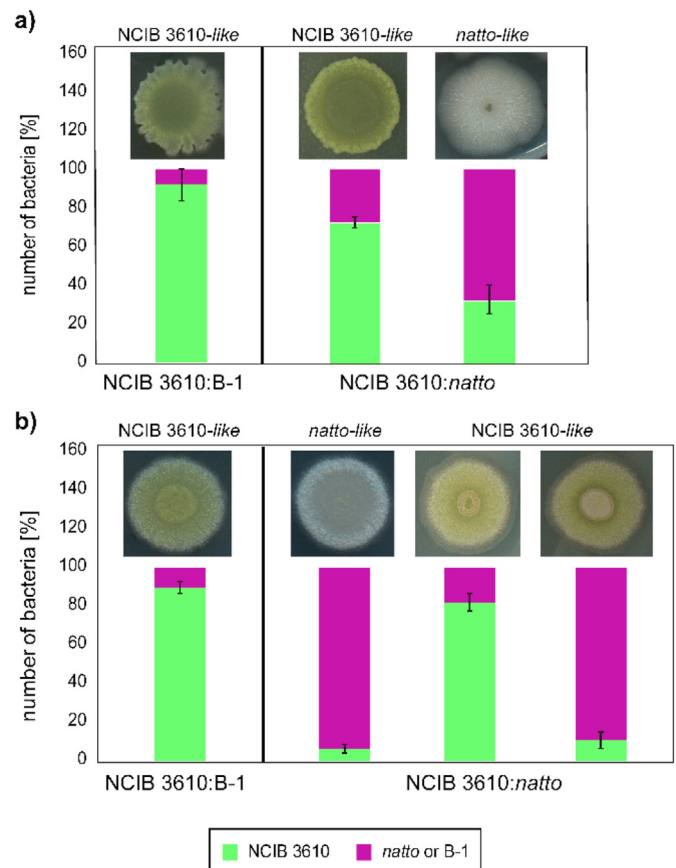 a)
NCIB 3610-like
NCIB 3610-like
natto-like
160
140
120
100
80
60
40
20
0
number of bacteria [%]
NCIB 3610:B-1
NCIB 3610:natto
b)
NCIB 3610-like
natto-like
NCIB 3610-like
160
140
120
100
80
60
40
20
0
number of bacteria [%]
NCIB 3610:B-1
NCIB 3610:natto
NCIB 3610
natto or B-1